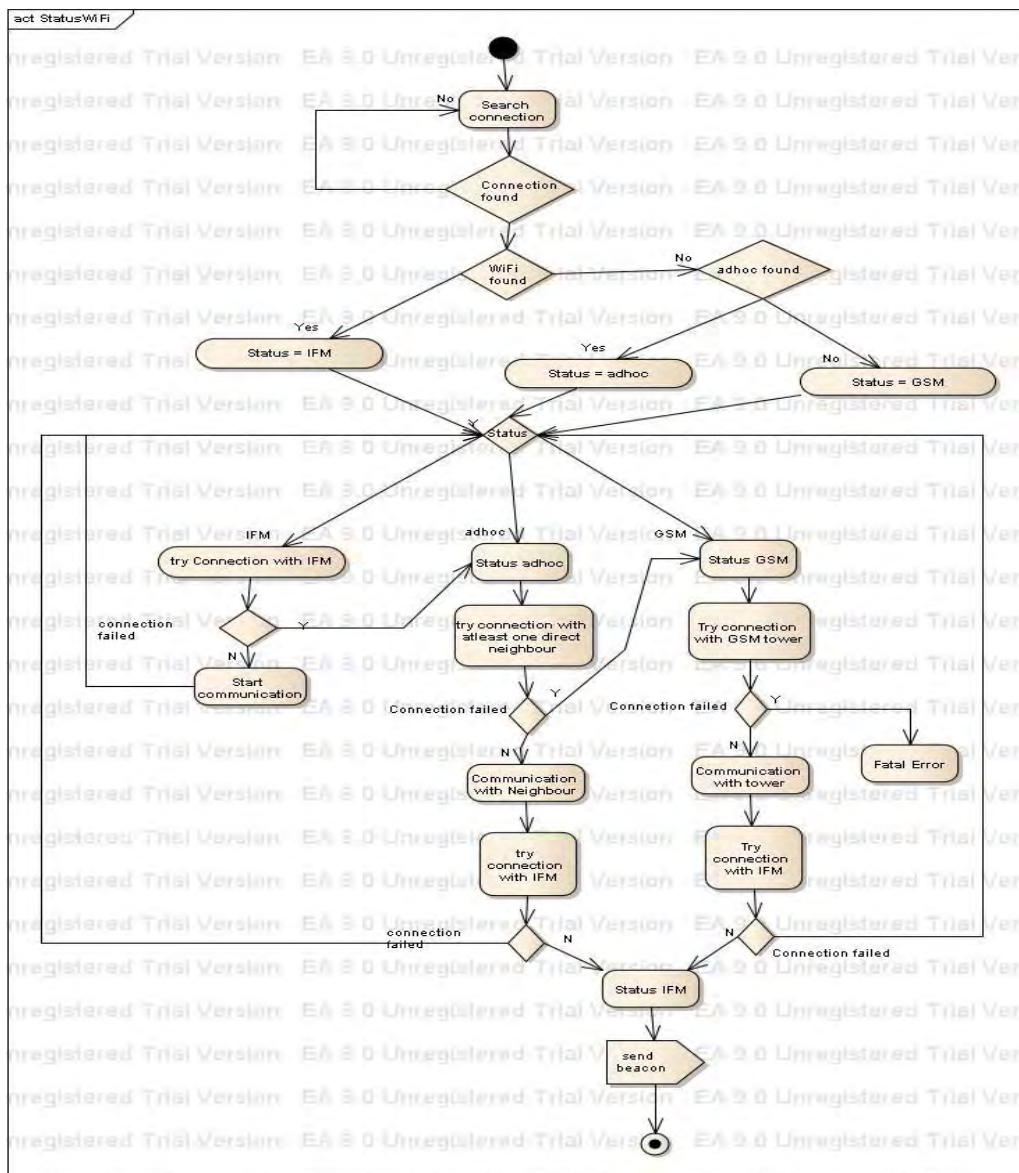 act StatusWiFi
Search
connection
No
Connection
found
WiFi
found
No
adhoc found
Yes
Status = IFM
Yes
Status = adhoc
No
Status = GSM
Y
Status
IFM
try Connection with IFM
adhoc
Status adhoc
GSM
Status GSM
connection
failed
Y
N
Start
communication
try connection with
atleast one direct
neighbour
Try connection
with GSM tower
Connection failed
Y
N
Connection failed
Y
N
Fatal Error
Communication
with Neighbour
Communication
with tower
try
connection
with IFM
Try
connection
with IFM
connection
failed
N
N
Connection failed
Status IFM
send
beacon